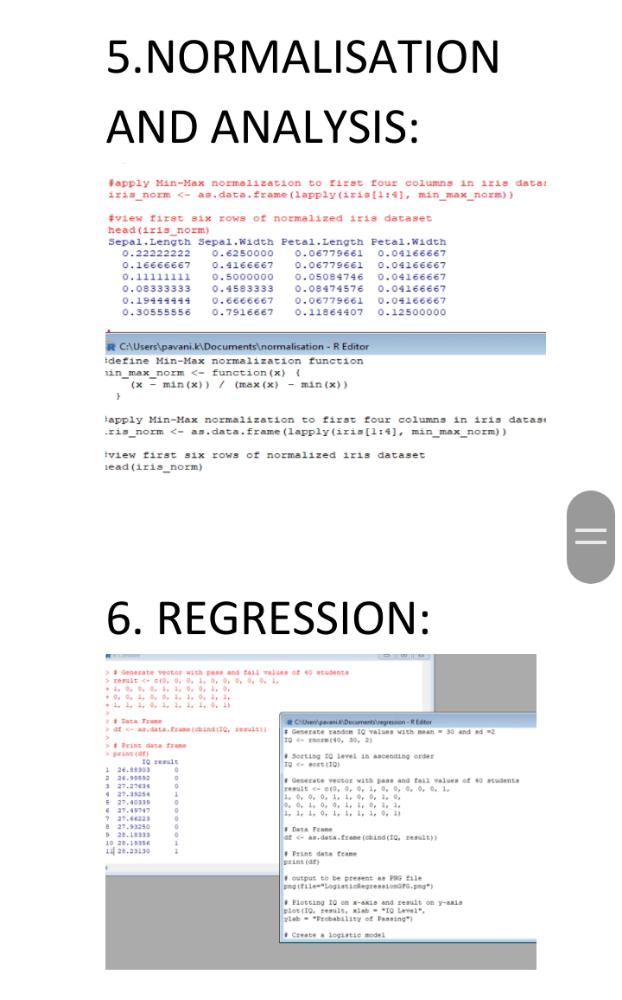 5.NORMALISATION
AND ANALYSIS:
#apply Min-Max normalization to first four columns in iris datas
iris_norm <- as.data.frame(lapply(iris[1:4], min_max_norm))
#view first six rows of normalized iris dataset
head(iris_norm)
Sepal.Length Sepal.Width Petal.Length Petal.Width
0.22222222 0.6250000 0.06779661 0.04166667
0.16666667 0.4166667 0.06779661 0.04166667
0.11111111 0.5000000 0.05084746 0.04166667
0.08333333 0.4583333 0.08474576 0.04166667
0.19444444 0.6666667 0.06779661 0.04166667
0.30555556 0.7916667 0.11864407 0.12500000
C:\Users\pavani.k\Documents\normalisation - R Editor
#define Min-Max normalization function
min_max_norm <- function(x) {
(x - min(x)) / (max(x) - min(x))
}
#apply Min-Max normalization to first four columns in iris datase
iris_norm <- as.data.frame(lapply(iris[1:4], min_max_norm))
#view first six rows of normalized iris dataset
head(iris_norm)
6. REGRESSION:
> # Generate vector with pass and fail values of 40 students
> result <- c(0, 0, 0, 1, 0, 0, 0, 0, 0, 1,
+ 1, 0, 0, 0, 1, 1, 0, 0, 1, 0,
+ 0, 0, 1, 0, 0, 1, 1, 0, 1, 1,
+ 1, 1, 1, 0, 1, 1, 1, 1, 0, 1)
>
> # Data Frame
> df <- as.data.frame(cbind(IQ, result))
>
> # Print data frame
> print(df)
IQ result
1 26.88303 0
2 26.98892 0
3 27.27634 0
4 27.39254 1
5 27.40339 0
6 27.49747 0
7 27.66223 0
8 27.93250 0
9 28.18333 0
10 28.18356 1
11 28.23130 1
C:\Users\pavani.k\Documents\regression - R Editor
# Generate random IQ values with mean = 30 and sd =2
IQ <- rnorm(40, 30, 2)
# Sorting IQ level in ascending order
IQ <- sort(IQ)
# Generate vector with pass and fail values of 40 students
result <- c(0, 0, 0, 1, 0, 0, 0, 0, 0, 1,
1, 0, 0, 0, 1, 1, 0, 0, 1, 0,
0, 0, 1, 0, 0, 1, 1, 0, 1, 1,
1, 1, 1, 0, 1, 1, 1, 1, 0, 1)
# Data Frame
df <- as.data.frame(cbind(IQ, result))
# Print data frame
print(df)
# output to be present as PNG file
png(file="LogisticRegressionGFG.png")
# Plotting IQ on x-axis and result on y-axis
plot(IQ, result, xlab = "IQ Level",
ylab = "Probability of Passing")
# Create a logistic model